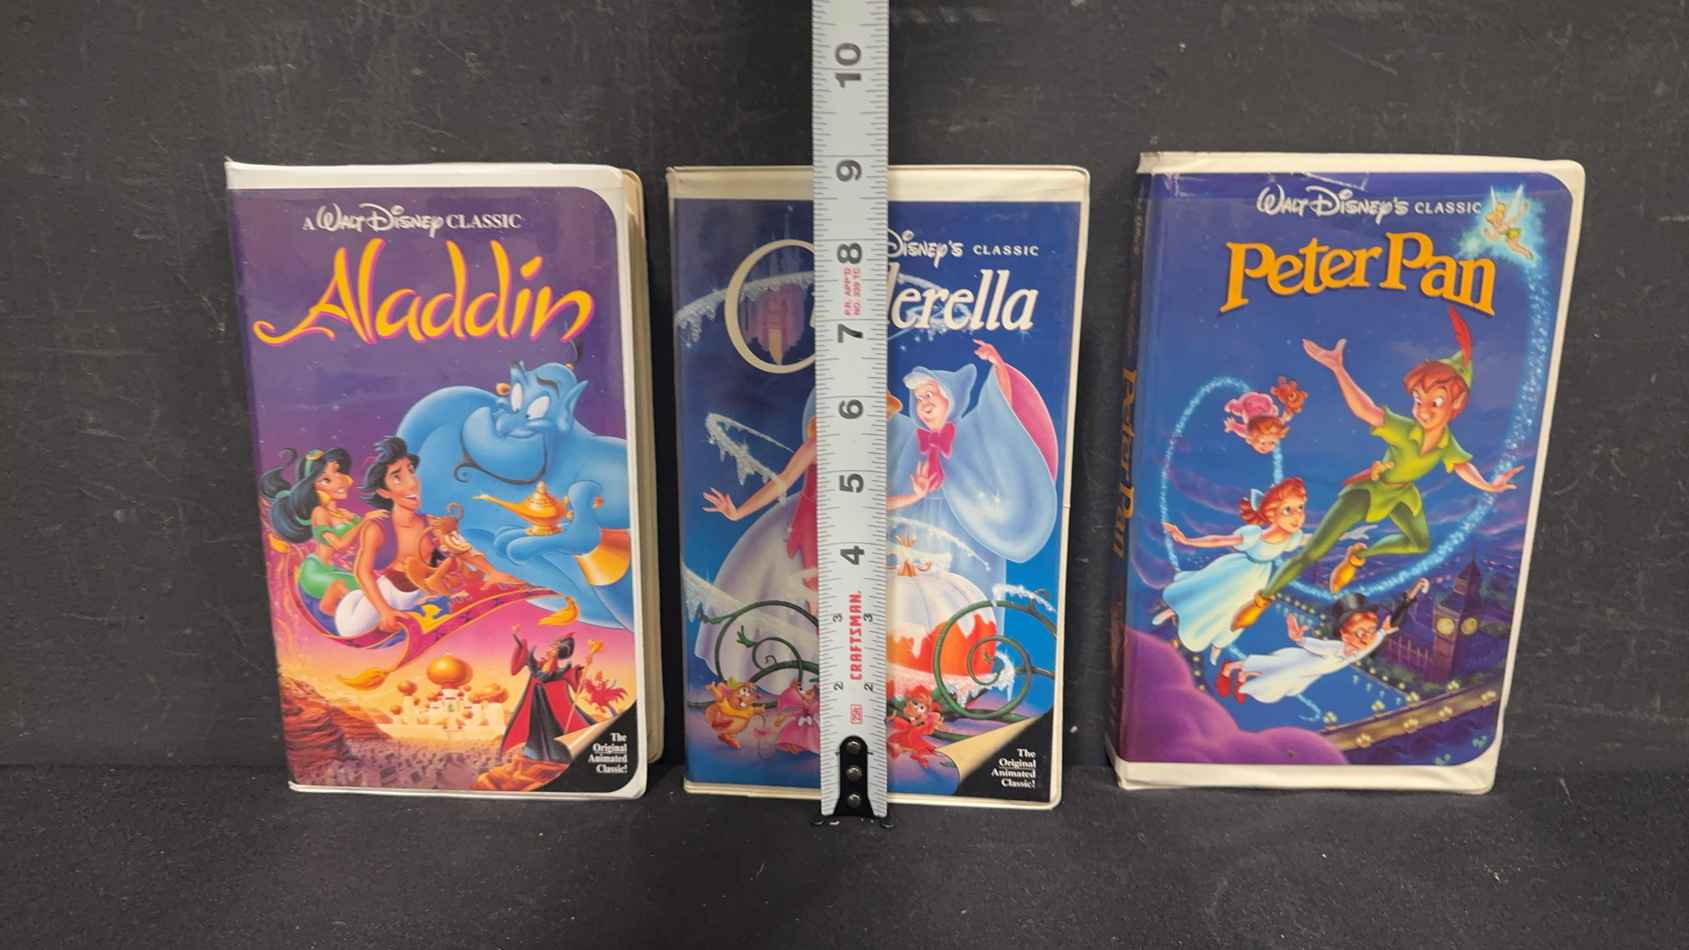 A WALT DISNEY CLASSIC
Aladdin
The
Original
Animated
Classic!
DISNEY'S CLASSIC
derella
The
Original
Animated
Classic!
10
9
8
P.R. APP'D
NO. 339 TC
7
6
5
4
3 3
CRAFTSMAN.
2 2
WALT DISNEY'S CLASSIC
Peter Pan
Peter Pan